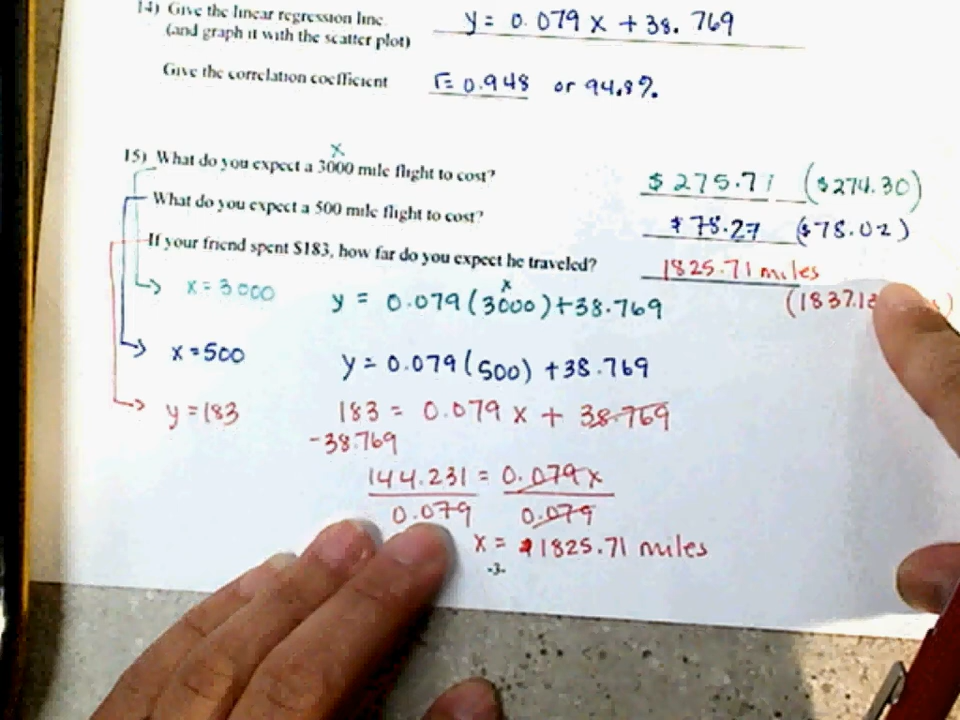 14) Give the linear regression line. y = 0.079 x + 38.769
(and graph it with the scatter plot)
Give the correlation coefficient r = 0.948 or 94.8%
x
15) What do you expect a 3000 mile flight to cost? $ 275.71 ($274.30)
What do you expect a 500 mile flight to cost? $78.27 ($78.02)
If your friend spent $183, how far do you expect he traveled? 1825.71 miles
x = 3000 y = 0.079 (3000) + 38.769 (1837.1
x
x = 500 y = 0.079 (500) + 38.769
y = 183 183 = 0.079 x + 38.769
-38.769
144.231 = 0.079x
0.079 0.079
x = 1825.71 miles
-3-